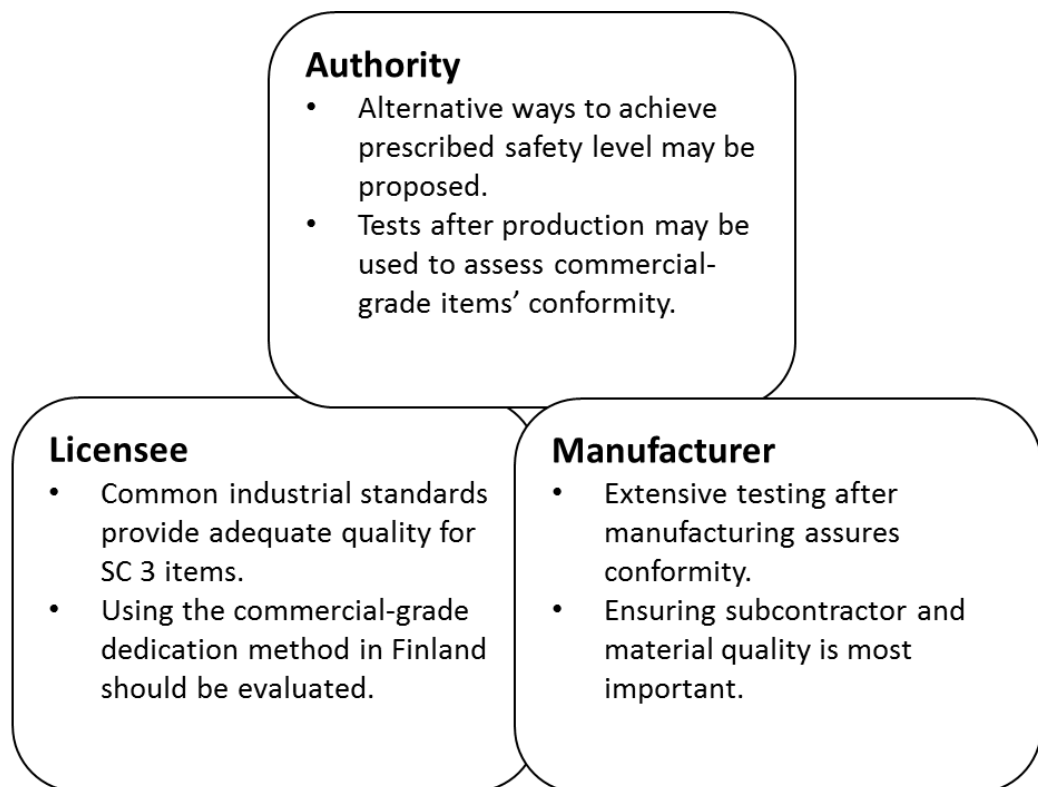 Authority
• Alternative ways to achieve
prescribed safety level may be
proposed.
• Tests after production may be
used to assess commercial-
grade items’ conformity.
Licensee
• Common industrial standards
provide adequate quality for
SC 3 items.
• Using the commercial-grade
dedication method in Finland
should be evaluated.
Manufacturer
• Extensive testing after
manufacturing assures
conformity.
• Ensuring subcontractor and
material quality is most
important.